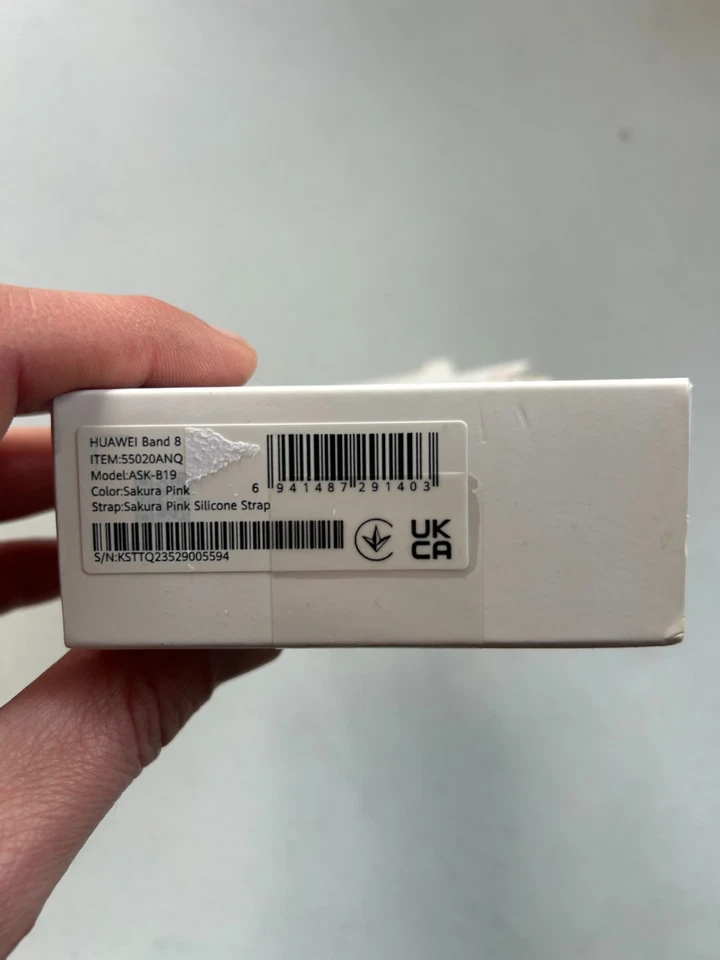 HUAWEI Band 8
ITEM:55020ANQ
Model:ASK-B19
Color:Sakura Pink
Strap:Sakura Pink Silicone Strap
6 941487 291403
S/N:KSTTQ23529005594
UK
CA